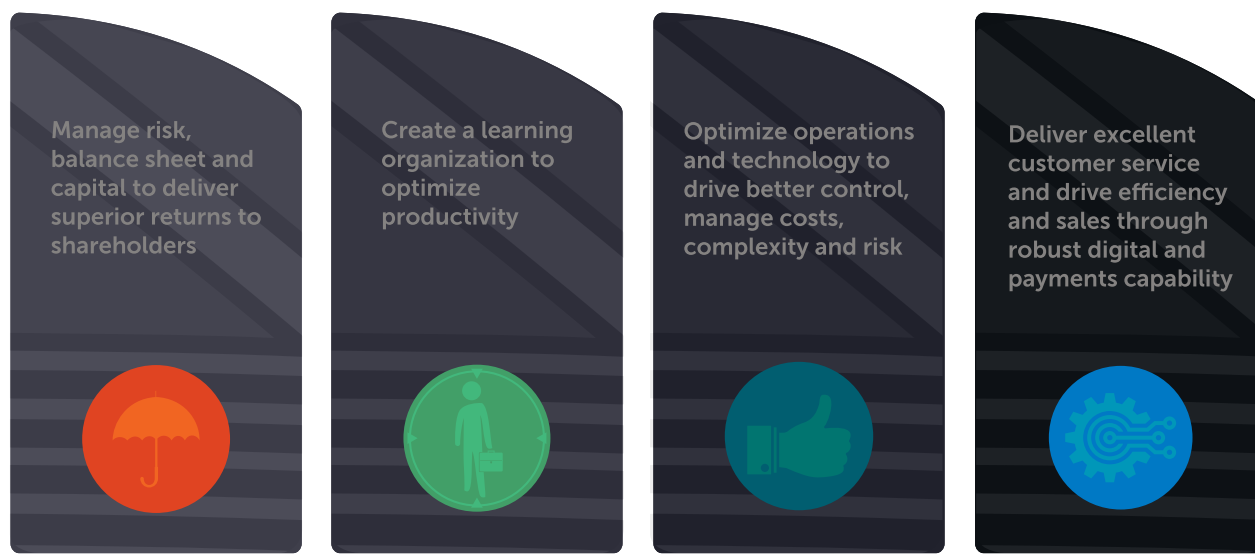 Manage risk,
balance sheet and
capital to deliver
superior returns to
shareholders
Create a learning
organization to
optimize
productivity
Optimize operations
and technology to
drive better control,
manage costs,
complexity and risk
Deliver excellent
customer service
and drive efficiency
and sales through
robust digital and
payments capability